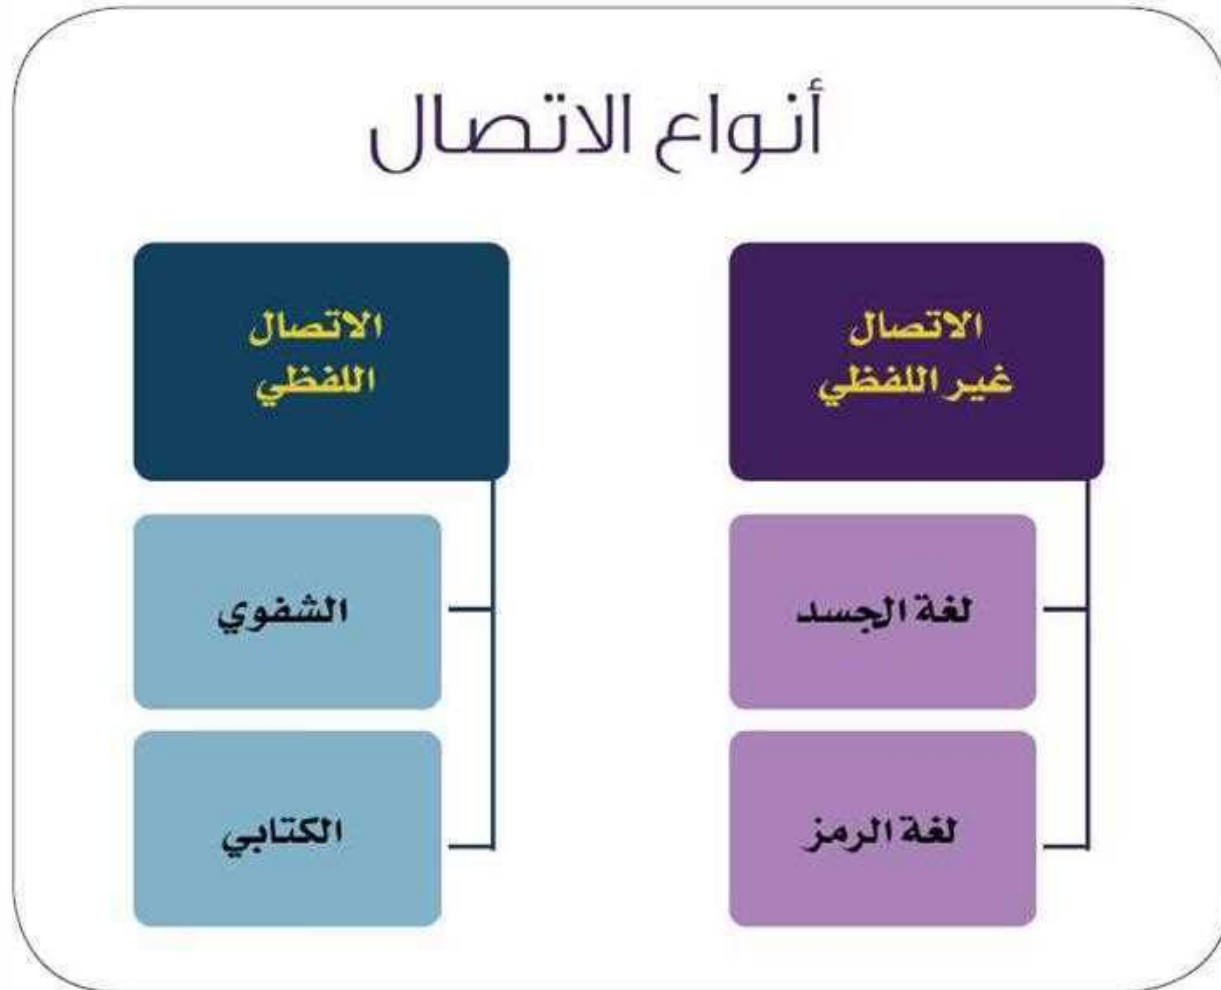 أنواع الاتصال
الاتصال
غير اللفظي
لغة الجسد
لغة الرمز
الاتصال
اللفظي
الشفوي
الكتابي